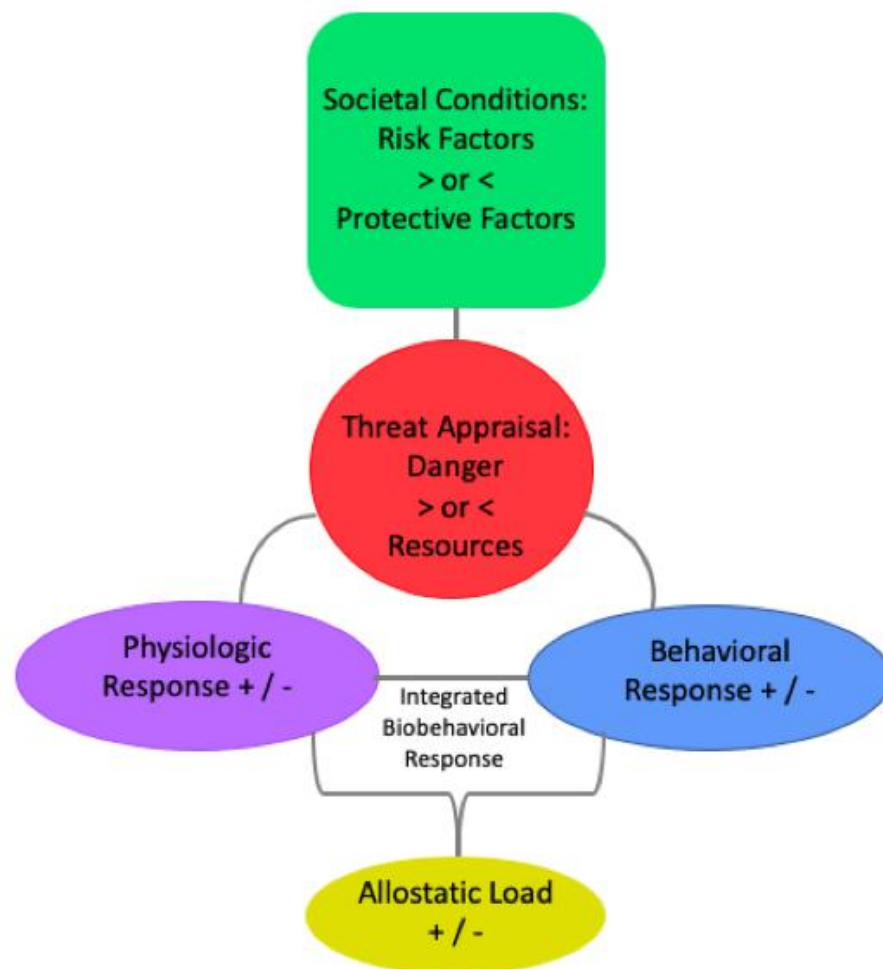 Societal Conditions:
Risk Factors
> or <
Protective Factors
Threat Appraisal:
Danger
> or <
Resources
Physiologic
Response + / -
Behavioral
Response + / -
Integrated
Biobehavioral
Response
Allostatic Load
+ / -